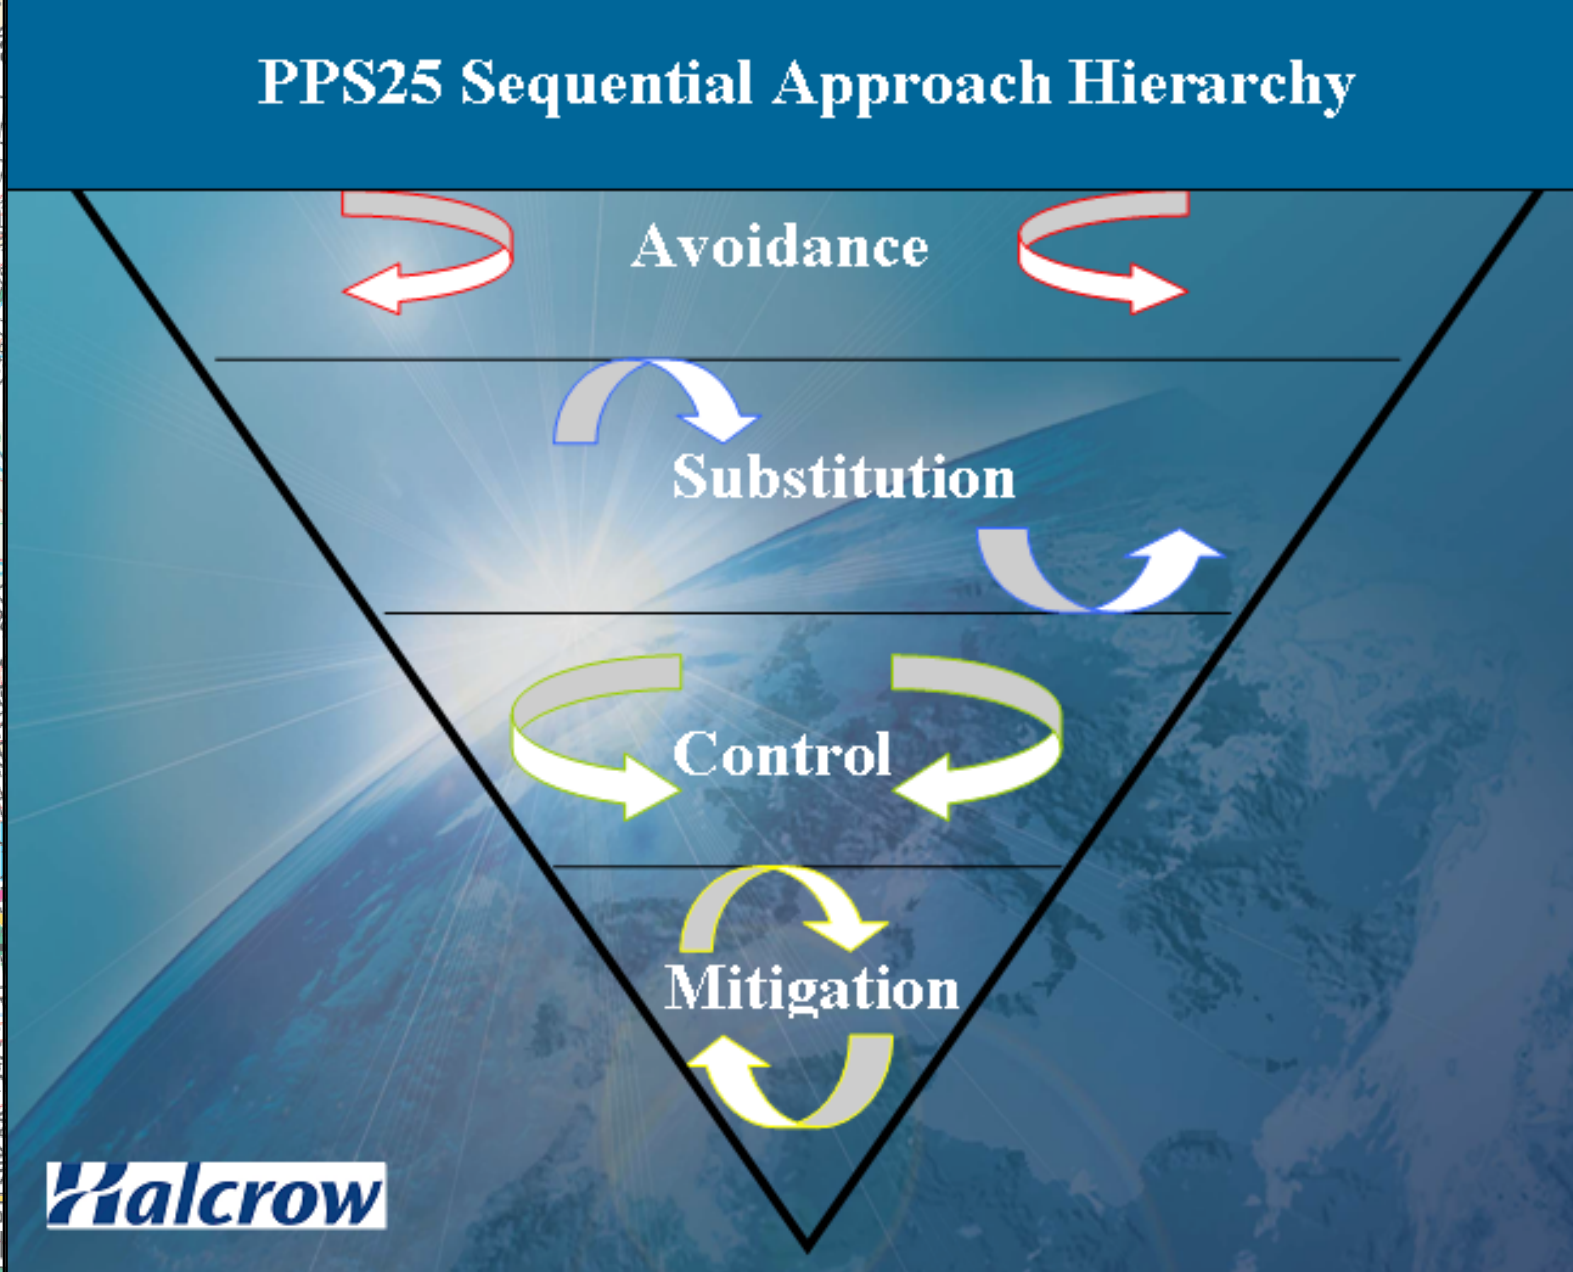 PPS25 Sequential Approach Hierarchy
Avoidance
Substitution
Control
Mitigation
Halcrow